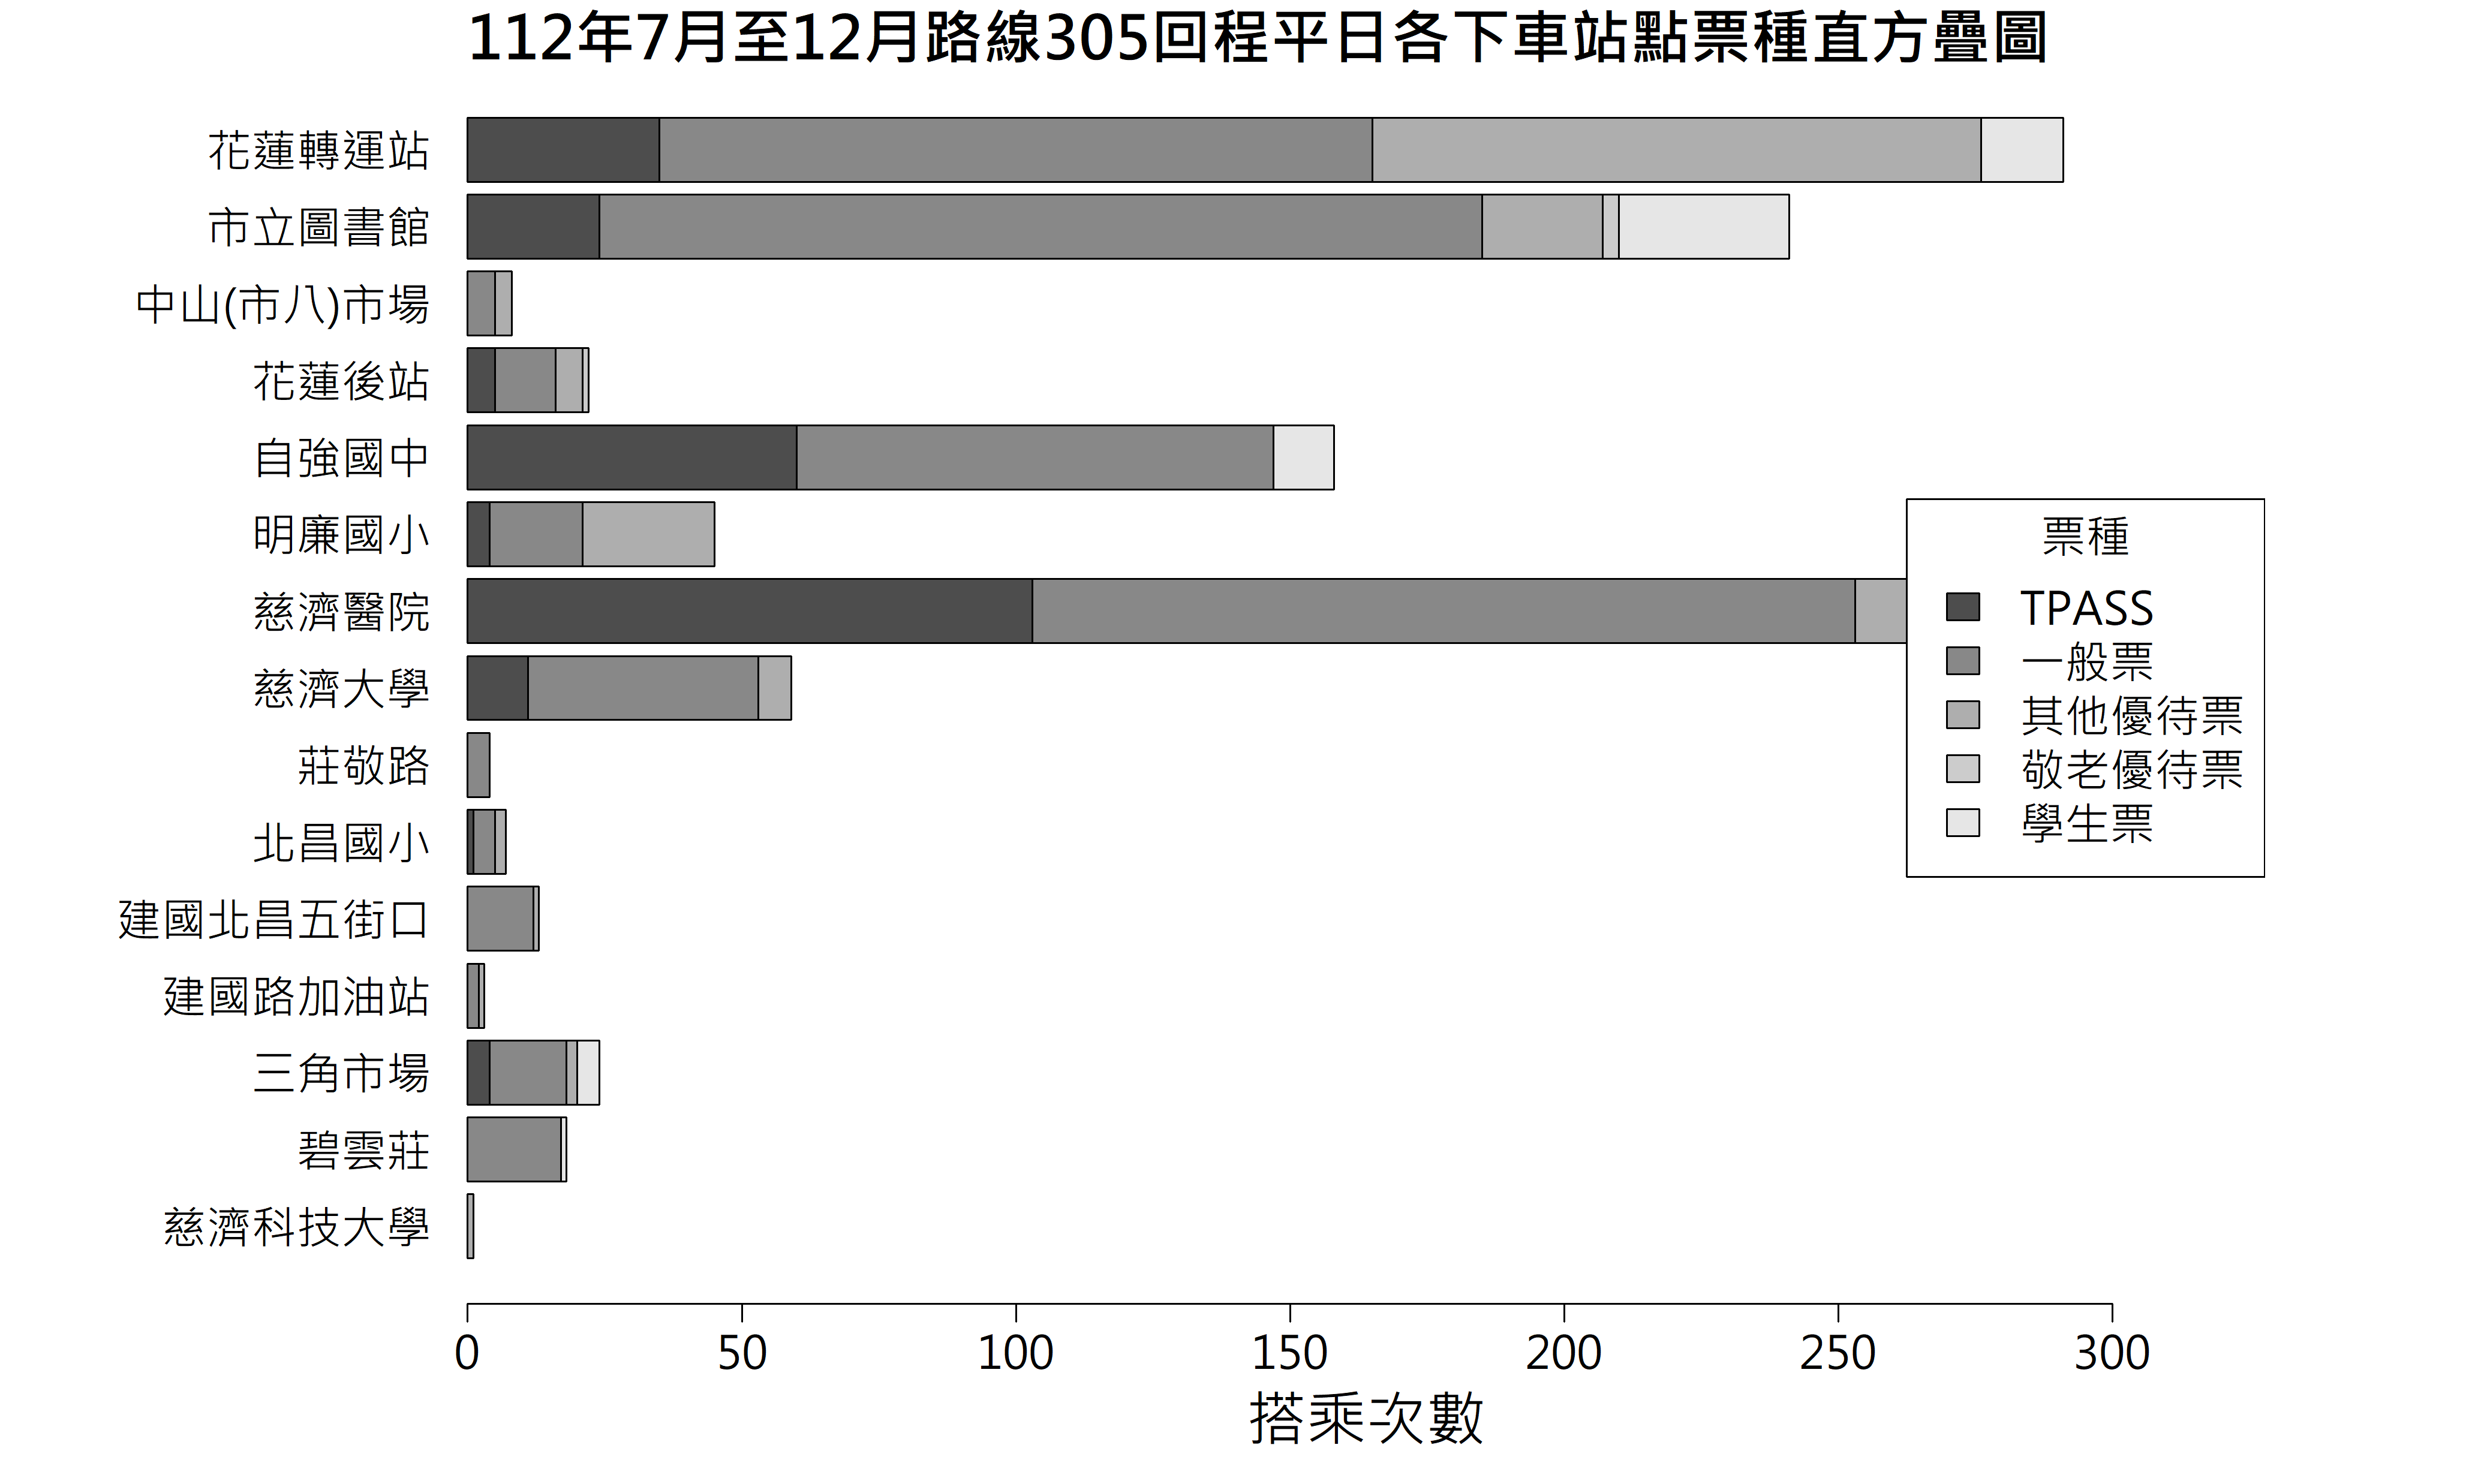 112年7月至12月路線305回程平日各下車站點票種直方疊圖
花蓮轉運站
市立圖書館
中山(市八)市場
花蓮後站
自強國中
明廉國小
慈濟醫院
慈濟大學
莊敬路
北昌國小
建國北昌五街口
建國路加油站
三角市場
碧雲莊
慈濟科技大學
票種
TPASS
一般票
其他優待票
敬老優待票
學生票
0 50 100 150 200 250 300
搭乘次數